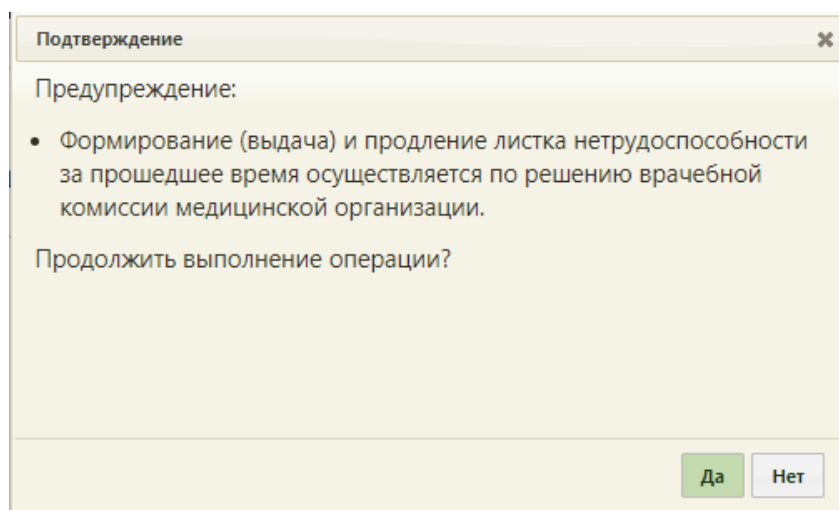 Подтверждение
Предупреждение:
• Формирование (выдача) и продление листка нетрудоспособности
за прошедшее время осуществляется по решению врачебной
комиссии медицинской организации.
Продолжить выполнение операции?
Да Нет